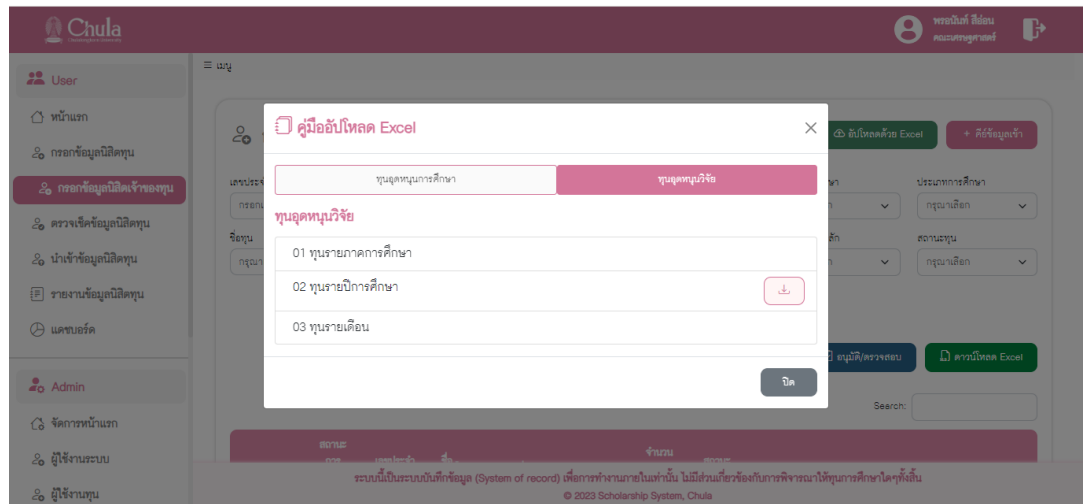 Chula
พรอนันท์ สีอ่อน
คณะเศรษฐศาสตร์
User
≡ เมนู
หน้าแรก
กรอกข้อมูลนิสิตทุน
กรอกข้อมูลนิสิตเจ้าของทุน
ตรวจเช็คข้อมูลนิสิตทุน
นำเข้าข้อมูลนิสิตทุน
รายงานข้อมูลนิสิตทุน
แดชบอร์ด
Admin
จัดการหน้าแรก
ผู้ใช้งานระบบ
ผู้ใช้งานทุน
คู่มืออัปโหลด Excel
ทุนอุดหนุนการศึกษา
ทุนอุดหนุนวิจัย
ทุนอุดหนุนวิจัย
01 ทุนรายภาคการศึกษา
02 ทุนรายปีการศึกษา
03 ทุนรายเดือน
ปิด
อัปโหลดด้วย Excel
+ คีย์ข้อมูลเข้า
ประเภทการศึกษา
กรุณาเลือก
ชื่อทุน
สถานะทุน
กรุณาเลือก
อนุมัติ/ตรวจสอบ
ดาวน์โหลด Excel
Search:
สถานะ
การ
จำนวน
ระบบนี้เป็นระบบบันทึกข้อมูล (System of record) เพื่อการทำงานภายในเท่านั้น ไม่มีส่วนเกี่ยวข้องกับการพิจารณาให้ทุนการศึกษาใดๆทั้งสิ้น
© 2023 Scholarship System, Chula